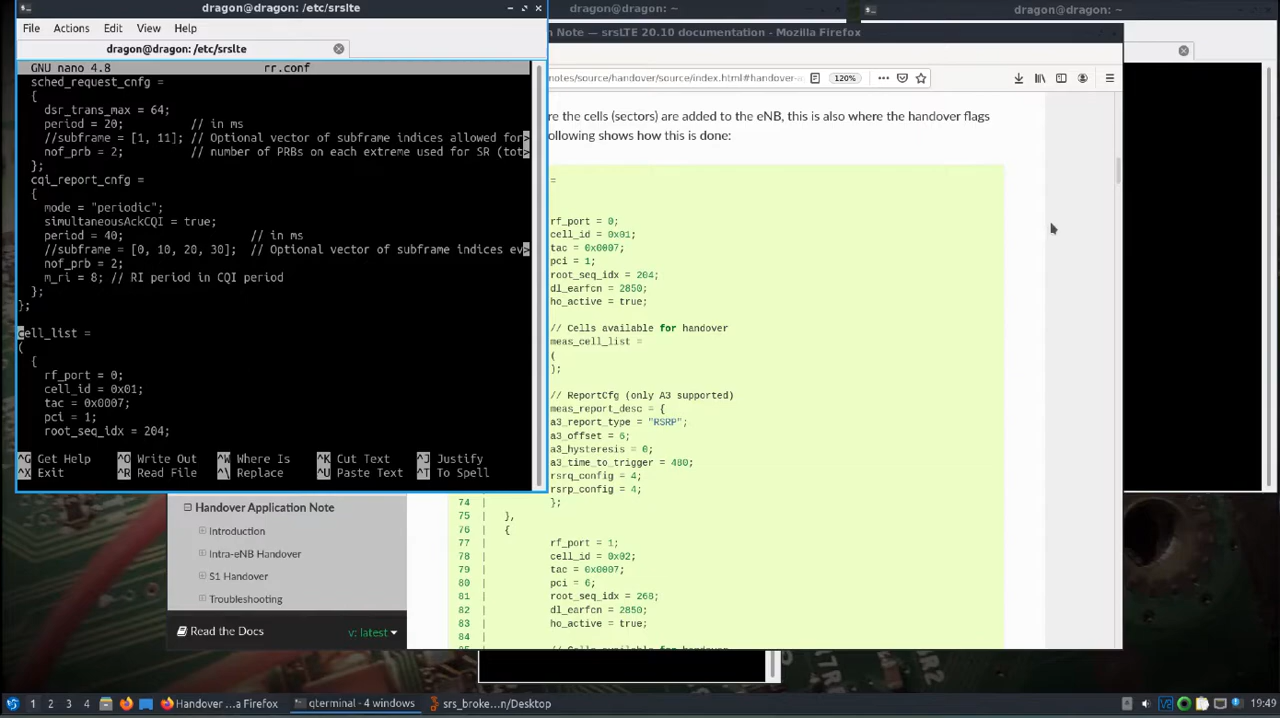 dragon@dragon: /etc/srslte
File Actions Edit View Help
dragon@dragon: /etc/srslte
GNU nano 4.8 rr.conf
sched_request_cnfg =
{
dsr_trans_max = 64;
period = 20; // in ms
//subframe = [1, 11]; // Optional vector of subframe indices allowed for>
nof_prb = 2; // number of PRBs on each extreme used for SR (tot>
};
cqi_report_cnfg =
{
mode = "periodic";
simultaneousAckCQI = true;
period = 40; // in ms
//subframe = [0, 10, 20, 30]; // Optional vector of subframe indices ev>
nof_prb = 2;
m_ri = 8; // RI period in CQI period
};
};
cell_list =
(
{
rf_port = 0;
cell_id = 0x01;
tac = 0x0007;
pci = 1;
root_seq_idx = 204;
^G Get Help ^O Write Out ^W Where Is ^K Cut Text ^J Justify
^X Exit ^R Read File ^\ Replace ^U Paste Text ^T To Spell
dragon@dragon: ~
dragon@dragon: ~
n Note — srsLTE 20.10 documentation - Mozilla Firefox
notes/source/handover/source/index.html#handover-a 120%
re the cells (sectors) are added to the eNB, this is also where the handover flags
ollowing shows how this is done:
=
rf_port = 0;
cell_id = 0x01;
tac = 0x0007;
pci = 1;
root_seq_idx = 204;
dl_earfcn = 2850;
ho_active = true;
// Cells available for handover
meas_cell_list =
(
);
// ReportCfg (only A3 supported)
meas_report_desc = {
a3_report_type = "RSRP";
a3_offset = 6;
a3_hysteresis = 0;
a3_time_to_trigger = 480;
rsrq_config = 4;
rsrp_config = 4;
74 | };
75 | },
76 | {
77 | rf_port = 1;
78 | cell_id = 0x02;
79 | tac = 0x0007;
80 | pci = 6;
81 | root_seq_idx = 268;
82 | dl_earfcn = 2850;
83 | ho_active = true;
84 |
Handover Application Note
Introduction
Intra-eNB Handover
S1 Handover
Troubleshooting
Read the Docs v: latest
1 2 3 4 Handover ...a Firefox qterminal - 4 windows srs_broke...n/Desktop 19:49